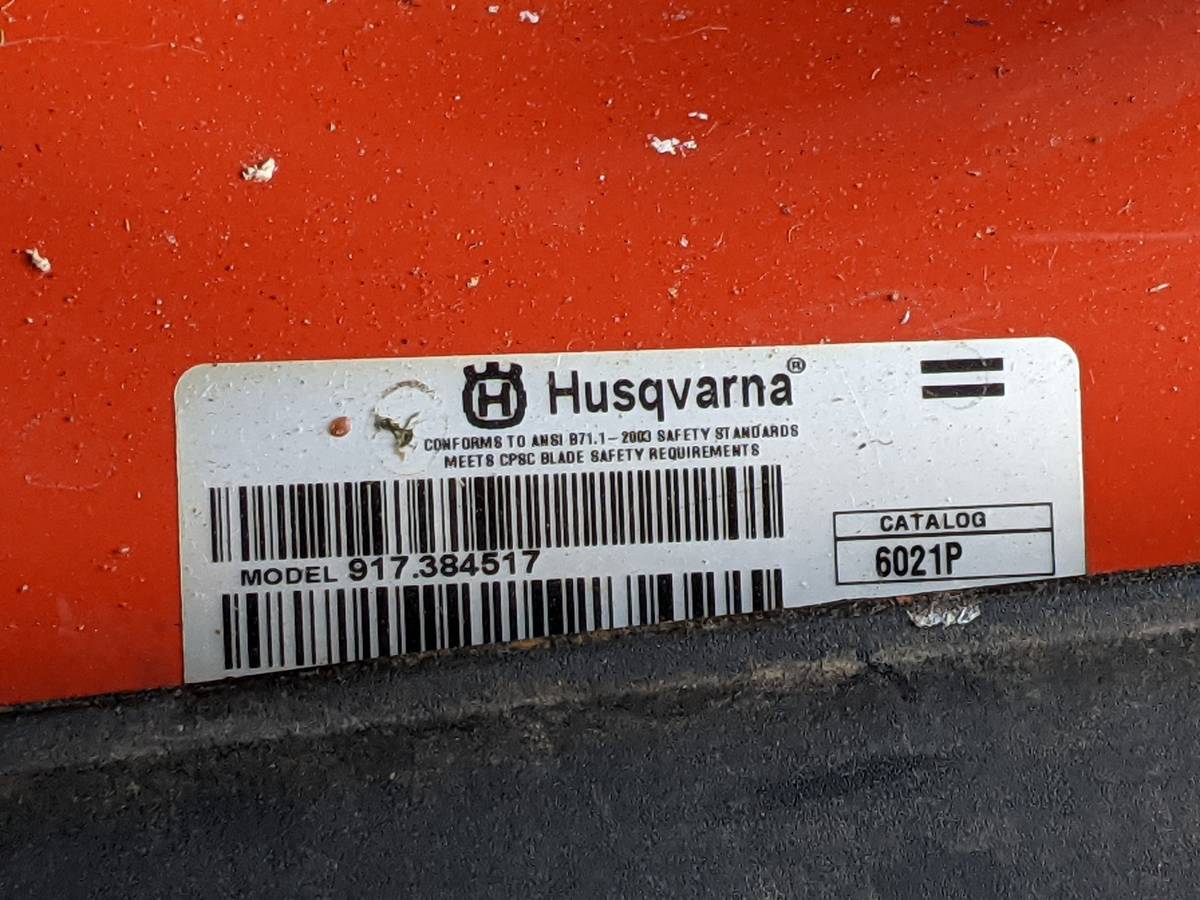 Husqvarna®
CONFORMS TO ANSI B71.1-2003 SAFETY STANDARDS
MEETS CPSC BLADE SAFETY REQUIREMENTS
MODEL 917.384517
CATALOG
6021P